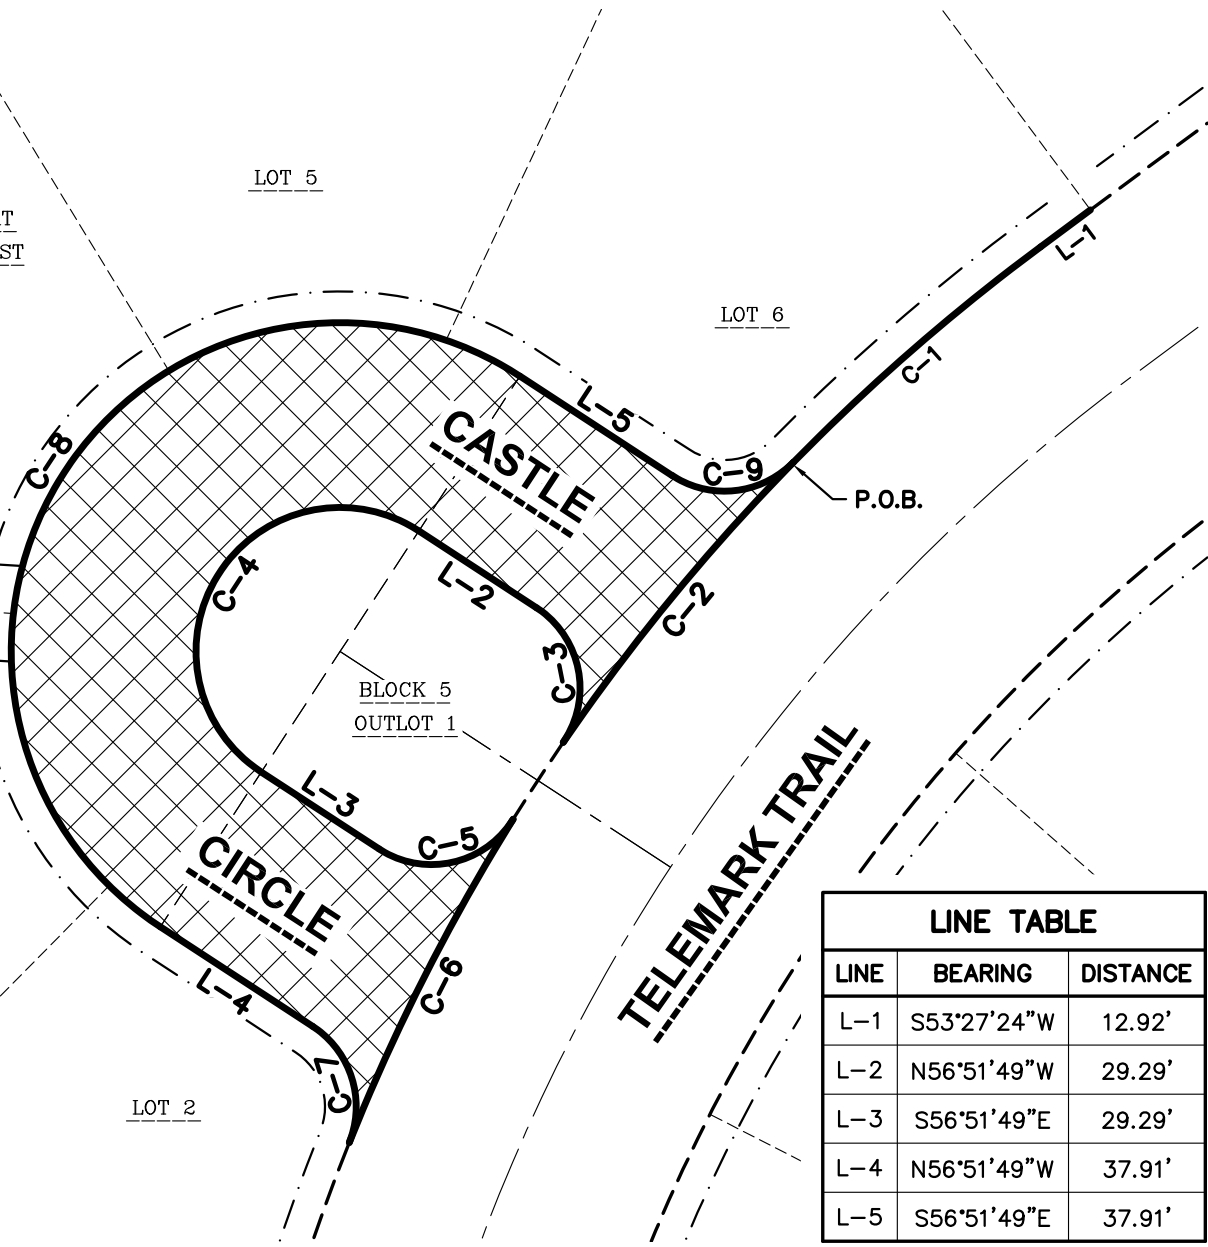 LOT 5
T
ST
LOT 6
L-1
C-1
L-5
CASTLE
C-9
P.O.B.
C-8
C-4
L-2
C-2
C-3
BLOCK 5
OUTLOT 1
L-3
C-5
CIRCLE
TELEMARK TRAIL
C-6
L-4
C-7
LOT 2
LINE TABLE
LINE BEARING DISTANCE
L-1 S53°27'24"W 12.92'
L-2 N56°51'49"W 29.29'
L-3 S56°51'49"E 29.29'
L-4 N56°51'49"W 37.91'
L-5 S56°51'49"E 37.91'